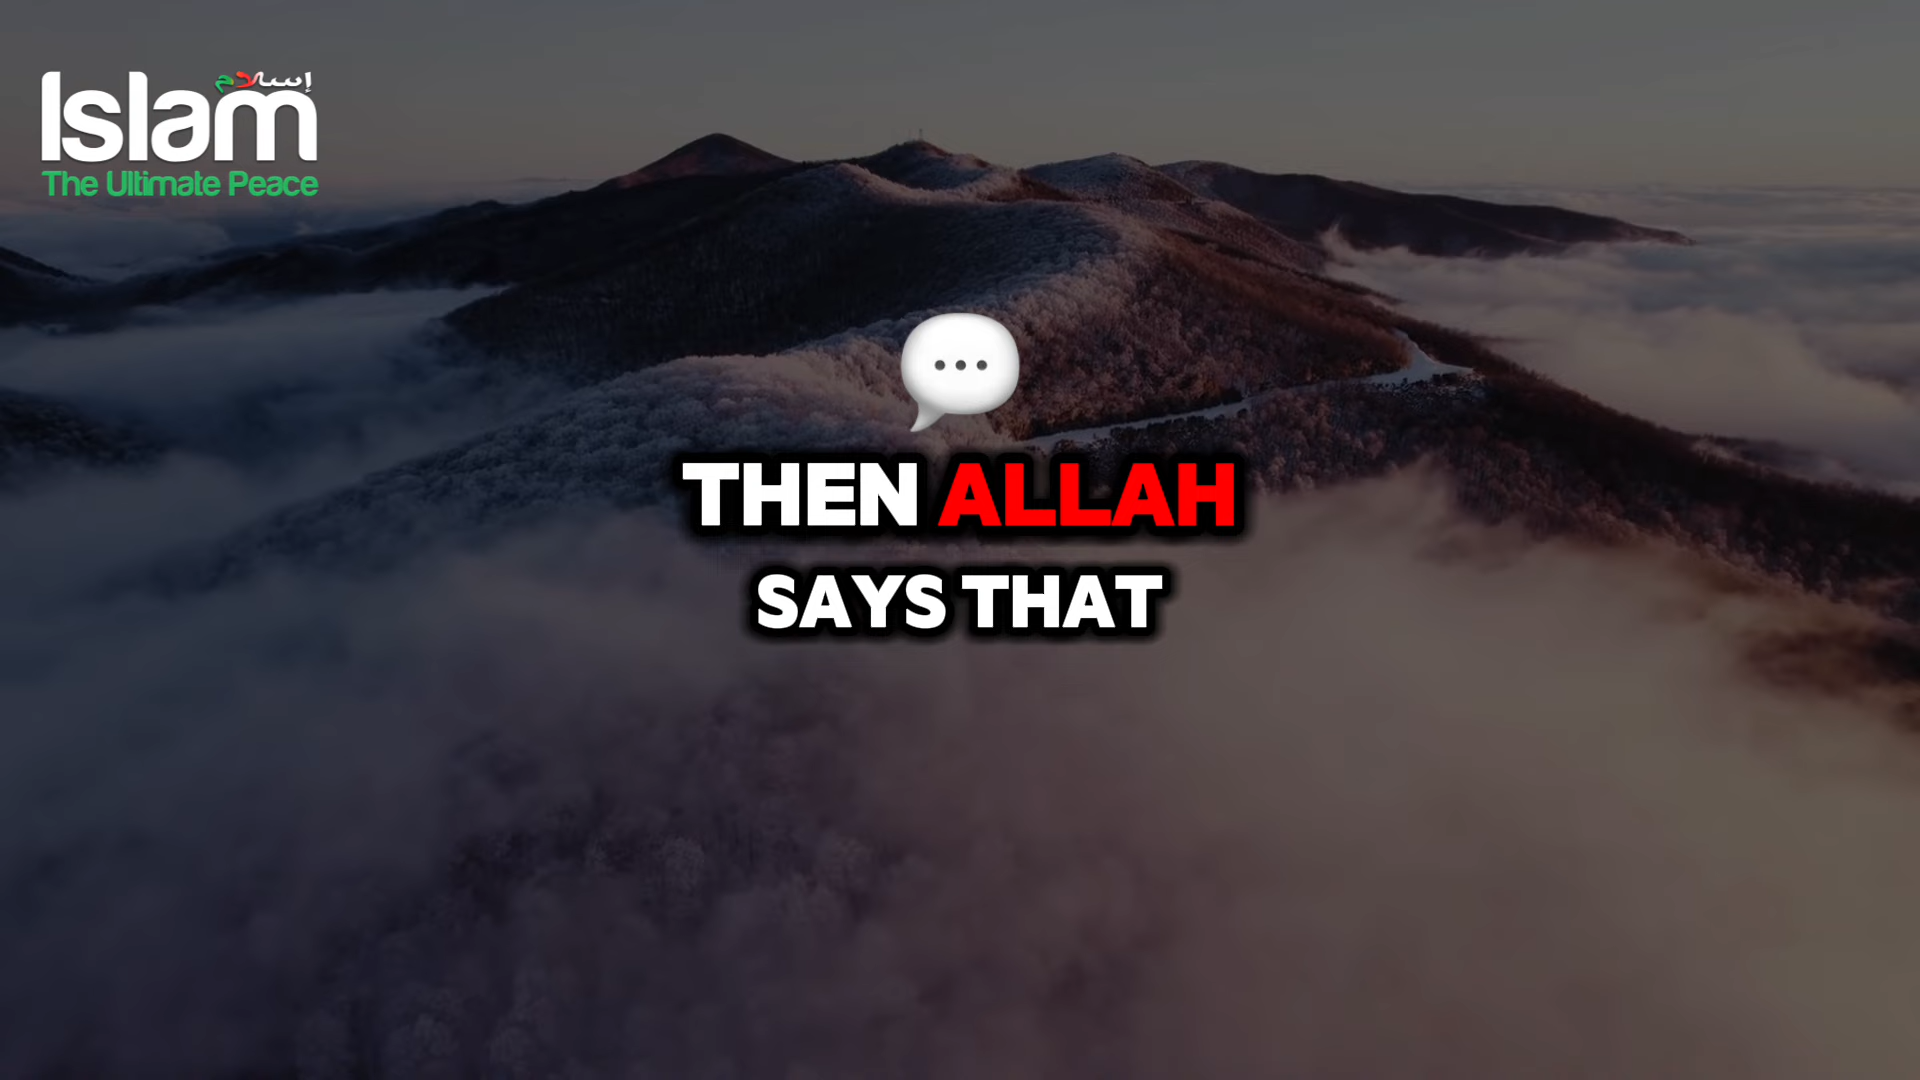 إسلام
Islam
The Ultimate Peace
THEN ALLAH
SAYS THAT